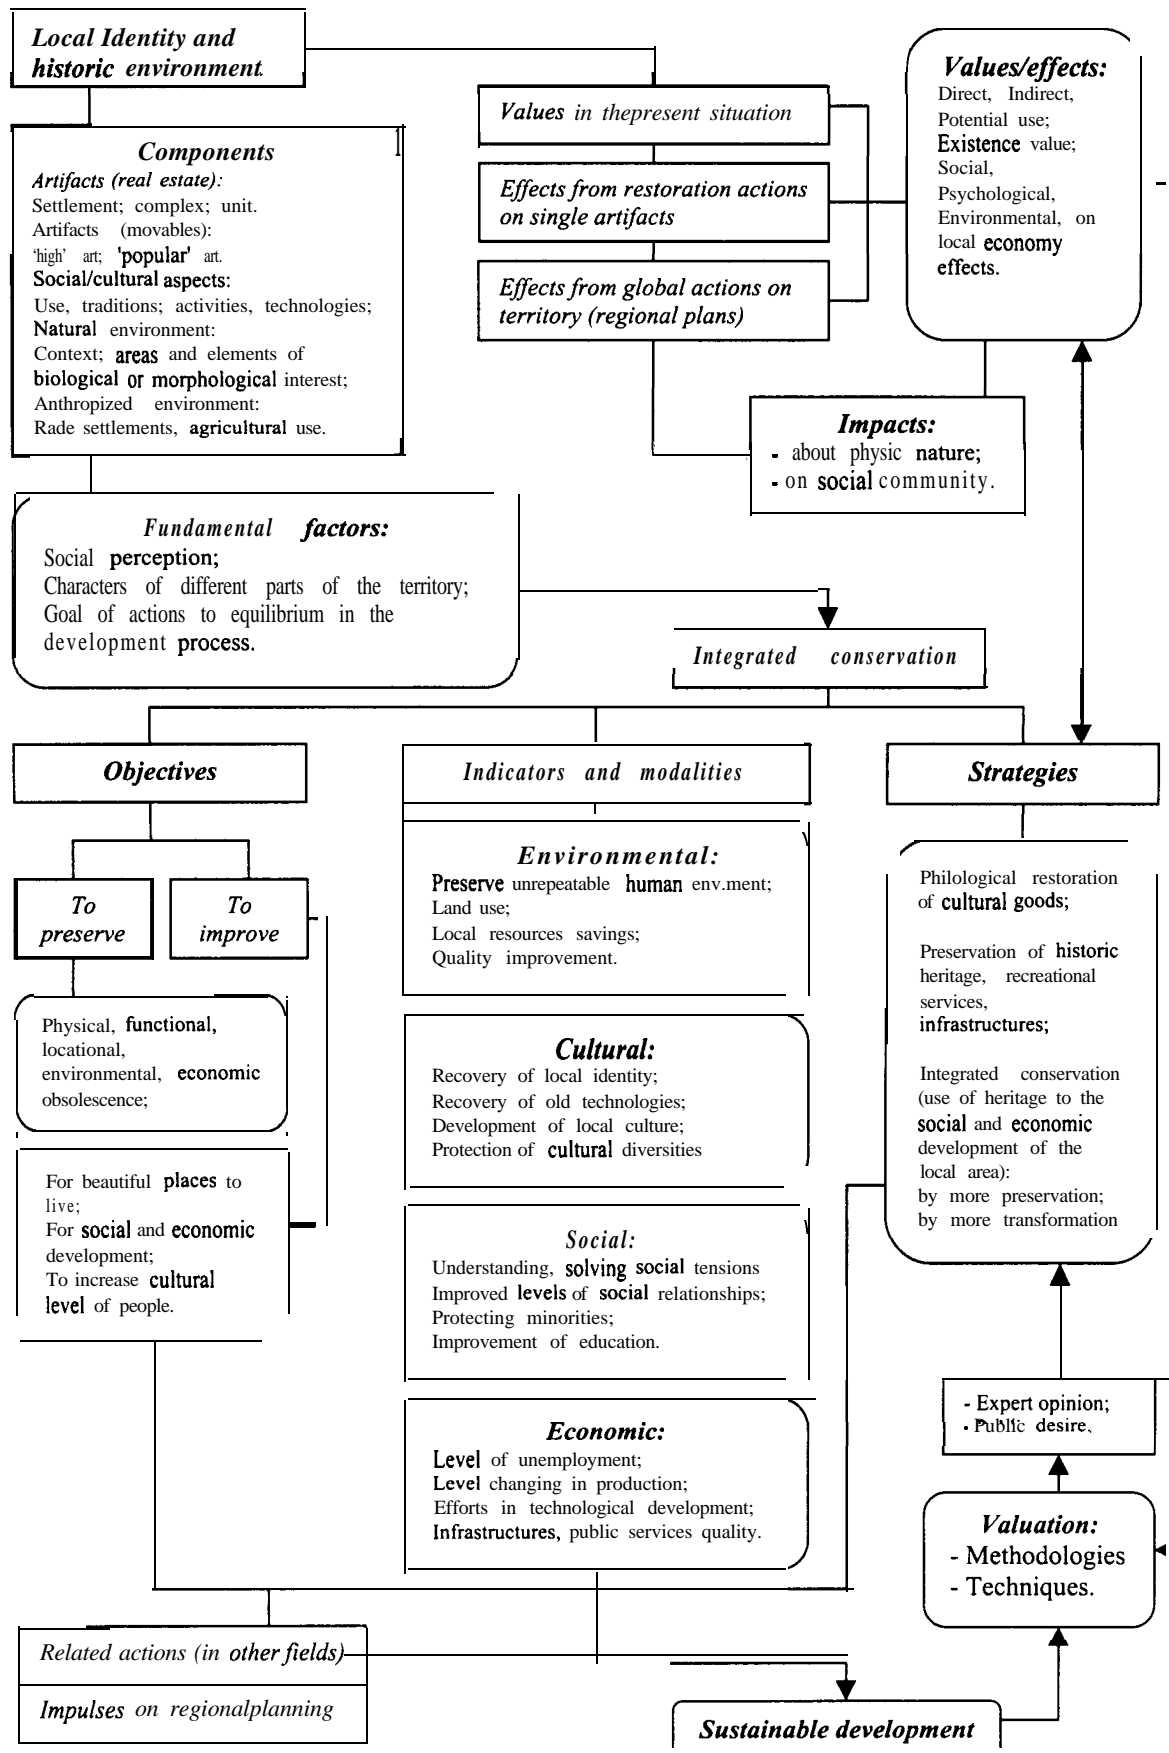 Local Identity and
historic environment.
Components
Artifacts (real estate):
Settlement; complex; unit.
Artifacts (movables):
'high' art; 'popular' art.
Social/cultural aspects:
Use, traditions; activities, technologies;
Natural environment:
Context; areas and elements of
biological or morphological interest;
Anthropized environment:
Rade settlements, agricultural use.
Values in thepresent situation
Effects from restoration actions
on single artifacts
Effects from global actions on
territory (regional plans)
Values/effects:
Direct, Indirect,
Potential use;
Existence value;
Social,
Psychological,
Environmental, on
local economy
effects.
Impacts:
- about physic nature;
- on social community.
Fundamental factors:
Social perception;
Characters of different parts of the territory;
Goal of actions to equilibrium in the
development process.
Integrated conservation
Objectives
To
preserve
To
improve
Physical, functional,
locational,
environmental, economic
obsolescence;
For beautiful places to
live;
For social and economic
development;
To increase cultural
level of people.
Indicators and modalities
Environmental:
Preserve unrepeatable human env.ment;
Land use;
Local resources savings;
Quality improvement.
Cultural:
Recovery of local identity;
Recovery of old technologies;
Development of local culture;
Protection of cultural diversities
Social:
Understanding, solving social tensions
Improved levels of social relationships;
Protecting minorities;
Improvement of education.
Economic:
Level of unemployment;
Level changing in production;
Efforts in technological development;
Infrastructures, public services quality.
Strategies
Philological restoration
of cultural goods;
Preservation of historic
heritage, recreational
services,
infrastructures;
Integrated conservation
(use of heritage to the
social and economic
development of the
local area):
by more preservation;
by more transformation
- Expert opinion;
- Public desire.
Valuation:
- Methodologies
- Techniques.
Related actions (in other fields)
Impulses on regionalplanning
Sustainable development